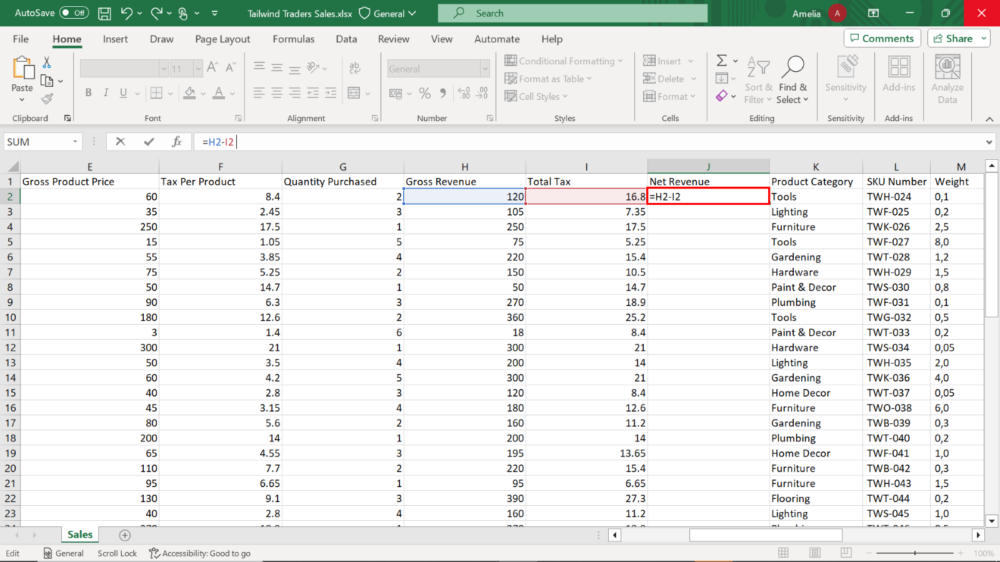 AutoSave Off Tailwind Traders Sales.xlsx General Search Amelia A
File Home Insert Draw Page Layout Formulas Data Review View Automate Help Comments Share
Paste
Clipboard
11
B I U A
Font
ab
Alignment
General
% 9 .00 .00
Number
Conditional Formatting
Format as Table
Cell Styles
Styles
Insert
Delete
Format
Cells
Sort & Filter
Find & Select
Editing
Sensitivity
Sensitivity
Add-ins
Add-ins
Analyze Data
SUM fx =H2-I2
E F G H I J K L M
1 Gross Product Price Tax Per Product Quantity Purchased Gross Revenue Total Tax Net Revenue Product Category SKU Number Weight
2 60 8.4 2 120 16.8 =H2-I2 Tools TWH-024 0,1
3 35 2.45 3 105 7.35 Lighting TWF-025 0,2
4 250 17.5 1 250 17.5 Furniture TWK-026 2,5
5 15 1.05 5 75 5.25 Tools TWF-027 8,0
6 55 3.85 4 220 15.4 Gardening TWT-028 1,2
7 75 5.25 2 150 10.5 Hardware TWH-029 1,5
8 50 14.7 1 50 14.7 Paint & Decor TWS-030 0,8
9 90 6.3 3 270 18.9 Plumbing TWF-031 0,1
10 180 12.6 2 360 25.2 Tools TWG-032 0,5
11 3 1.4 6 18 8.4 Paint & Decor TWT-033 0,2
12 300 21 1 300 21 Hardware TWS-034 0,05
13 50 3.5 4 200 14 Lighting TWH-035 2,0
14 60 4.2 5 300 21 Gardening TWK-036 4,0
15 40 2.8 3 120 8.4 Home Decor TWT-037 0,05
16 45 3.15 4 180 12.6 Furniture TWO-038 6,0
17 80 5.6 2 160 11.2 Gardening TWB-039 0,3
18 200 14 1 200 14 Plumbing TWT-040 0,2
19 65 4.55 3 195 13.65 Home Decor TWF-041 1,0
20 110 7.7 2 220 15.4 Furniture TWB-042 0,3
21 95 6.65 1 95 6.65 Furniture TWH-043 1,5
22 130 9.1 3 390 27.3 Flooring TWT-044 0,2
23 40 2.8 4 160 11.2 Lighting TWS-045 1,0
Sales
Edit General Scroll Lock Accessibility: Good to go 100%